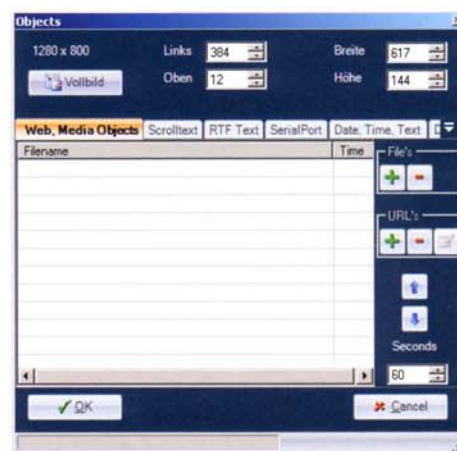 Objects
1280 x 800
Links 384
Breite 617
Vollbild
Oben 12
Höhe 144
Web, Media Objects Scrolltext RTF Text SerialPort Date, Time, Text
Filename Time
File's
URL's
Seconds
60
OK Cancel